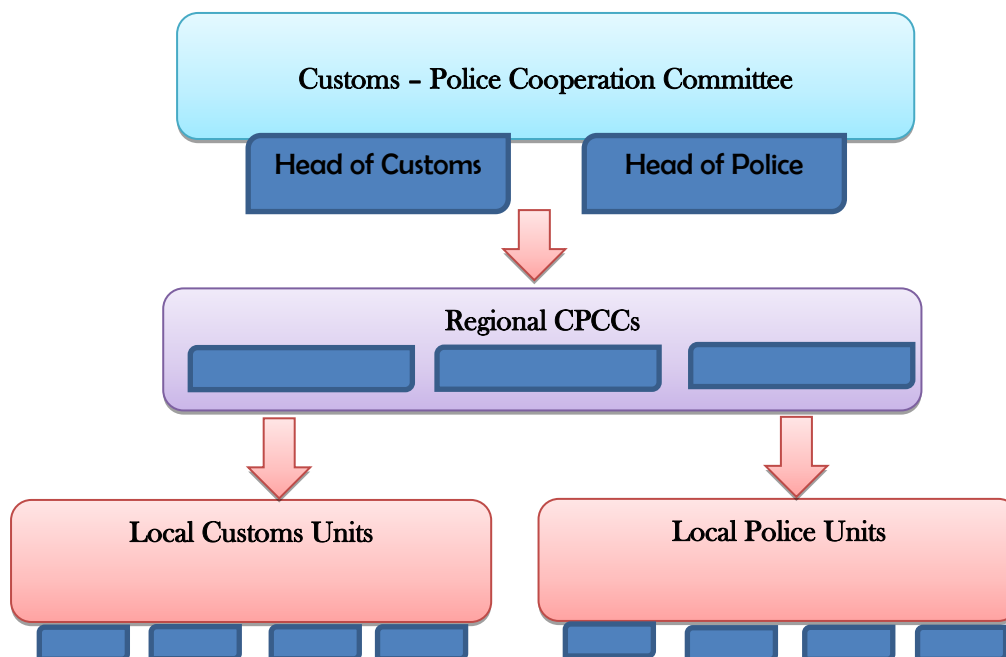 Customs – Police Cooperation Committee
Head of Customs
Head of Police
Regional CPCCs
Local Customs Units
Local Police Units